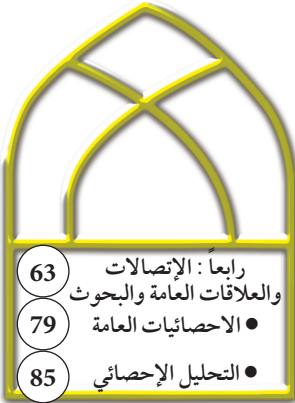 رابعاً : الإتصالات 63
والعلاقات العامة والبحوث
● الاحصائيات العامة 79
● التحليل الإحصائي 85